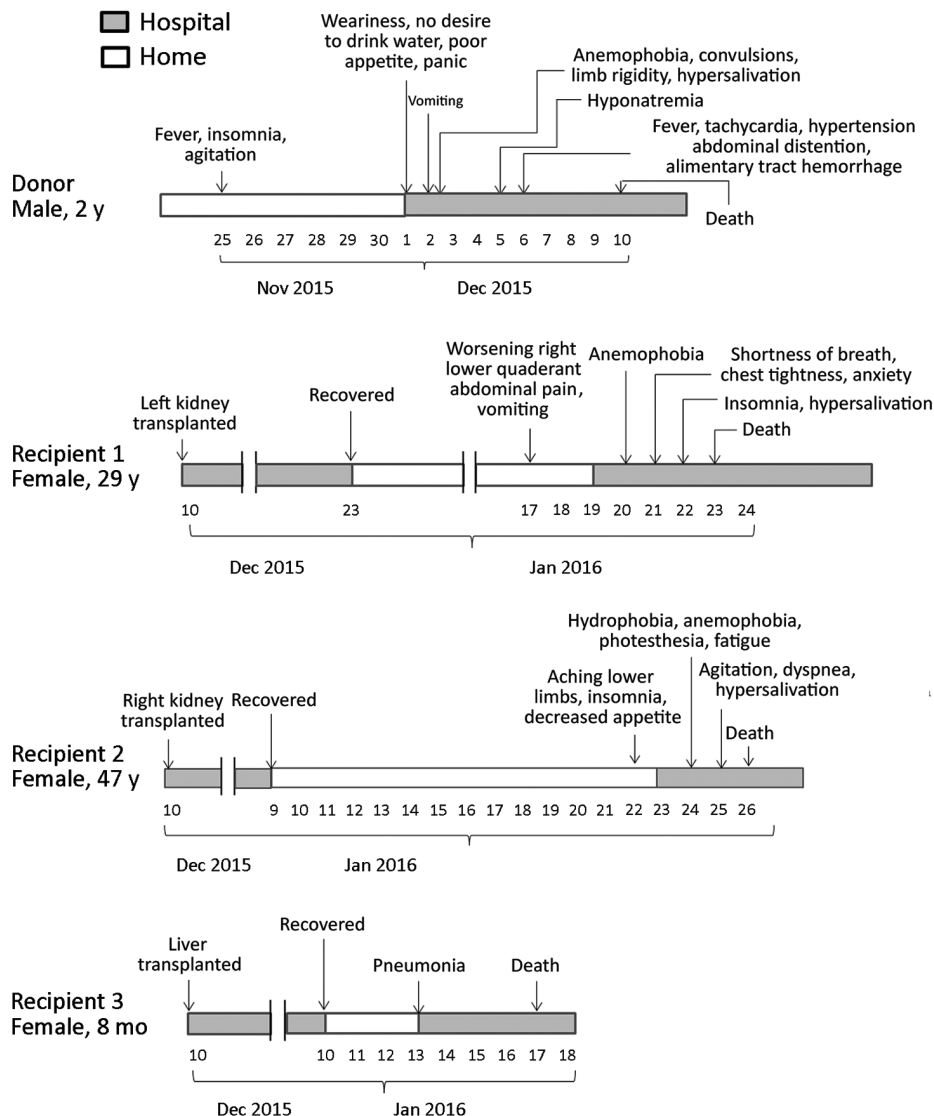 Hospital
Home
Weariness, no desire
to drink water, poor
appetite, panic
Vomiting
Anemophobia, convulsions,
limb rigidity, hypersalivation
Hyponatremia
Fever, tachycardia, hypertension
abdominal distention,
alimentary tract hemorrhage
Fever, insomnia,
agitation
Death
Donor
Male, 2 y
25 26 27 28 29 30 1 2 3 4 5 6 7 8 9 10
Nov 2015 Dec 2015
Left kidney
transplanted
Recovered
Worsening right
lower quaderant
abdominal pain,
vomiting
Anemophobia
Shortness of breath,
chest tightness, anxiety
Insomnia, hypersalivation
Death
Recipient 1
Female, 29 y
10 23 17 18 19 20 21 22 23 24
Dec 2015 Jan 2016
Right kidney
transplanted
Recovered
Aching lower
limbs, insomnia,
decreased appetite
Hydrophobia, anemophobia,
photesthesia, fatigue
Agitation, dyspnea,
hypersalivation
Death
Recipient 2
Female, 47 y
10 9 10 11 12 13 14 15 16 17 18 19 20 21 22 23 24 25 26
Dec 2015 Jan 2016
Liver
transplanted
Recovered
Pneumonia
Death
Recipient 3
Female, 8 mo
10 10 11 12 13 14 15 16 17 18
Dec 2015 Jan 2016